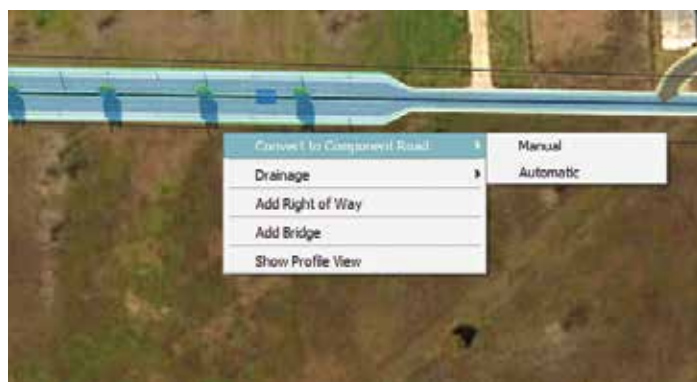 Convert to Component Road
Manual
Automatic
Drainage
Add Right of Way
Add Bridge
Show Profile View